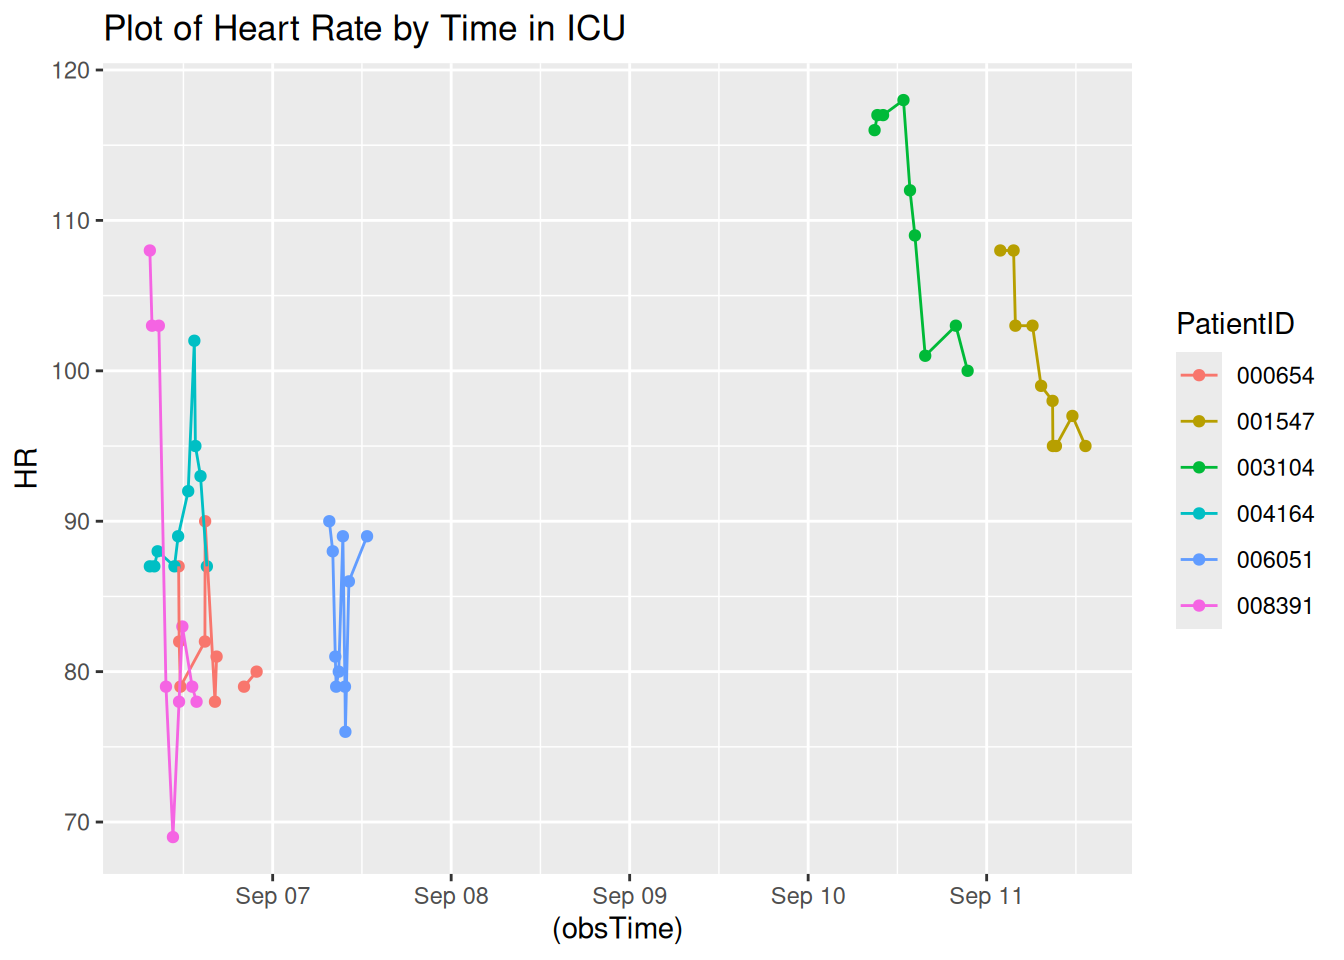 Plot of Heart Rate by Time in ICU
120
110
100
90
80
70
HR
Sep 07
Sep 08
Sep 09
Sep 10
Sep 11
(obsTime)
PatientID
000654
001547
003104
004164
006051
008391